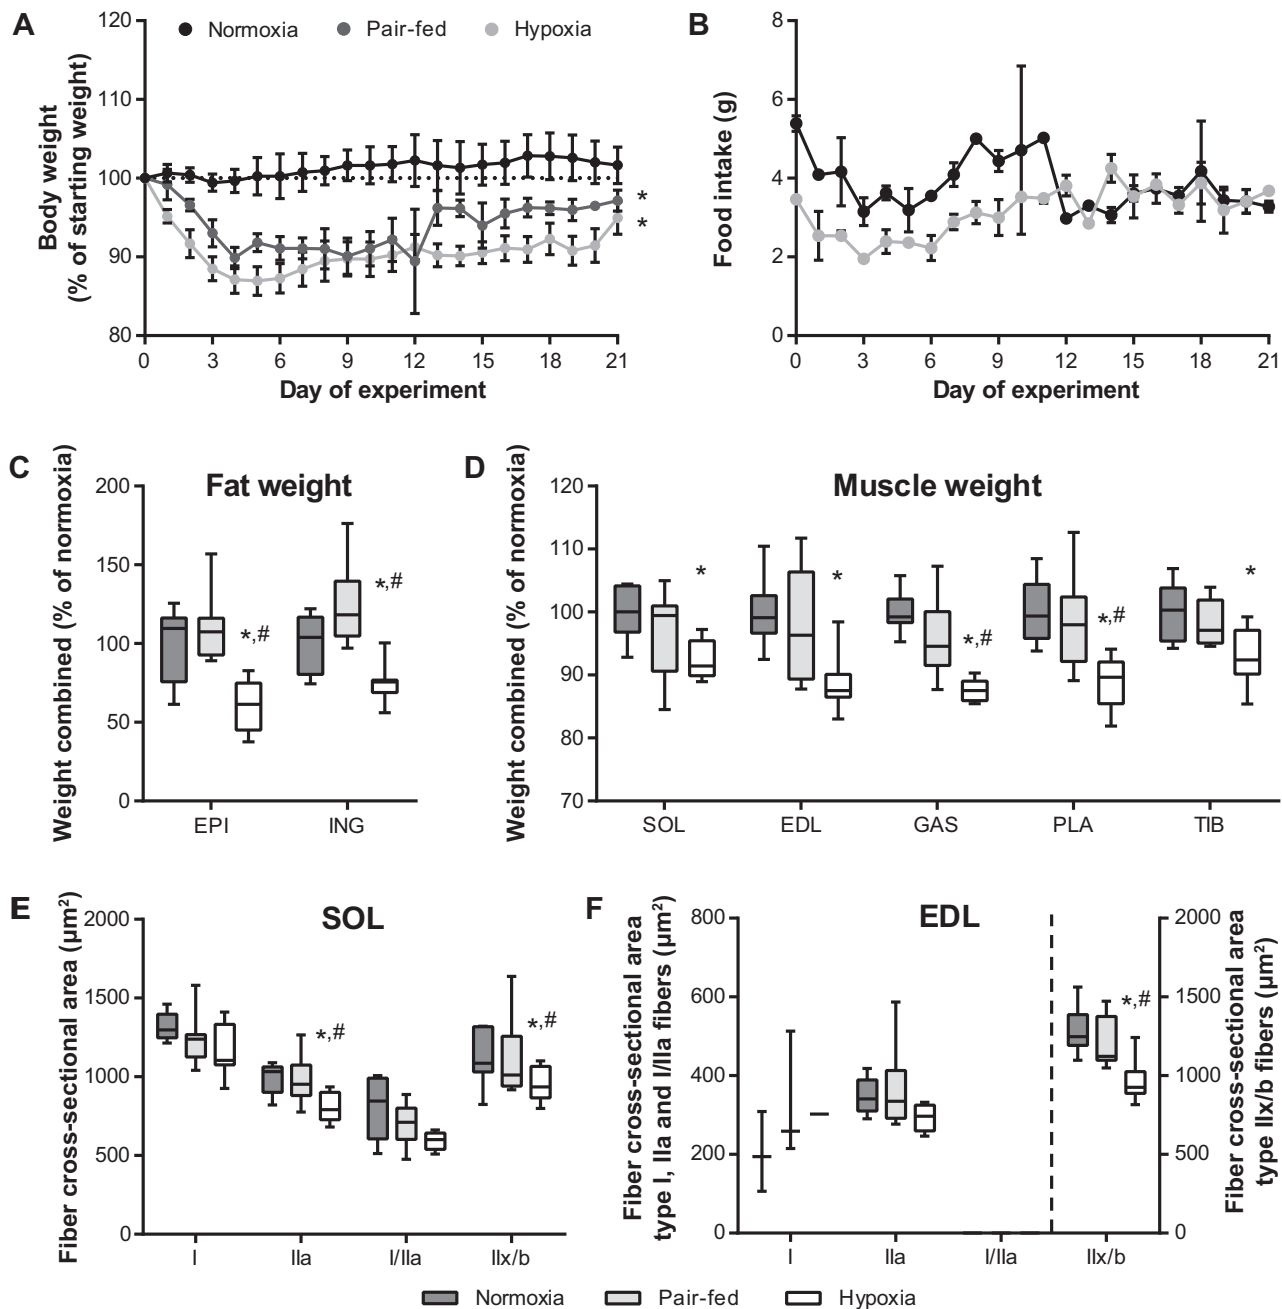 A
Normoxia
Pair-fed
Hypoxia
Body weight
(% of starting weight)
120
110
100
90
80
*
*
0
3
6
9
12
15
18
21
Day of experiment
B
Food intake (g)
8
6
4
2
0
0
3
6
9
12
15
18
21
Day of experiment
C
Fat weight
Weight combined (% of normoxia)
200
150
100
50
0
*,#
*,#
EPI
ING
D
Muscle weight
Weight combined (% of normoxia)
120
110
100
90
80
70
*
*
*,#
*,#
*
SOL
EDL
GAS
PLA
TIB
E
SOL
Fiber cross-sectional area (μm²)
2000
1500
1000
500
0
*,#
*,#
I
IIa
I/IIa
IIx/b
F
EDL
Fiber cross-sectional area
type I, IIa and I/IIa fibers (μm²)
800
600
400
200
0
*,#
2000
1500
1000
500
0
Fiber cross-sectional area
type IIx/b fibers (μm²)
I
IIa
I/IIa
IIx/b
Normoxia
Pair-fed
Hypoxia